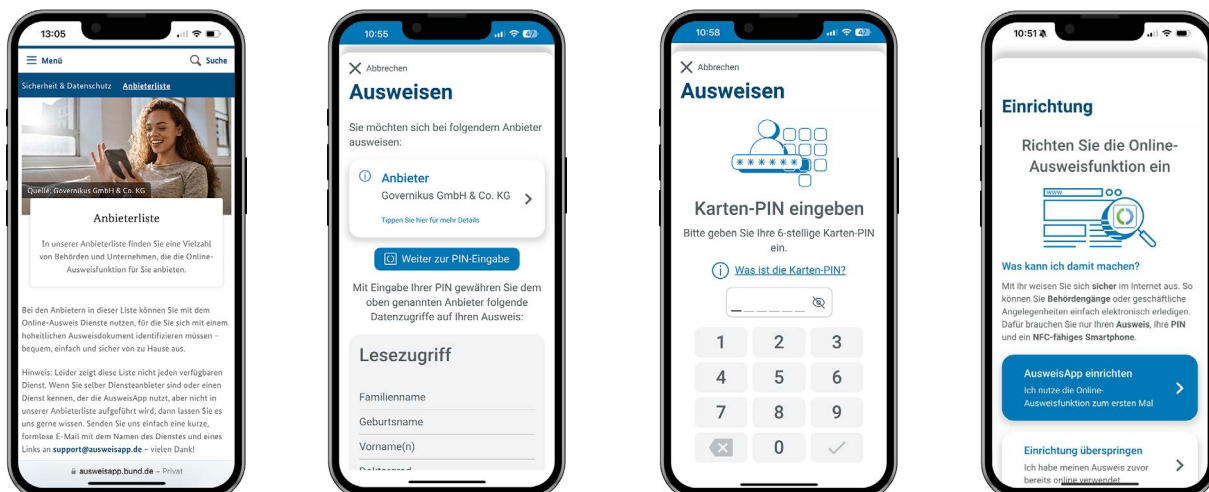 13:05
Menü
Suche
Sicherheit & Datenschutz Anbieterliste
Quelle: Governikus GmbH & Co. KG
Anbieterliste
In unserer Anbieterliste finden Sie eine Vielzahl
von Behörden und Unternehmen, die die Online-
Ausweisfunktion für Sie anbieten.
Bei den Anbietern in dieser Liste können Sie mit dem
Online-Ausweis Dienste nutzen, für die Sie sich mit einem
hoheitlichen Ausweisdokument identifizieren müssen –
bequem, einfach und sicher von zu Hause aus.
Hinweis: Leider zeigt diese Liste nicht jeden verfügbaren
Dienst. Wenn Sie selber Diensteanbieter sind oder einen
Dienst kennen, der die AusweisApp nutzt, aber nicht in
unserer Anbieterliste aufgeführt wird, dann lassen Sie es
uns gerne wissen. Senden Sie uns einfach eine kurze,
formlose E-Mail mit dem Namen des Dienstes und eines
Links an support@ausweisapp.de – vielen Dank!
ausweisapp.bund.de – Privat
10:55
47
Abbrechen
Ausweisen
Sie möchten sich bei folgendem Anbieter
ausweisen:
Anbieter
Governikus GmbH & Co. KG
Tippen Sie hier für mehr Details
Weiter zur PIN-Eingabe
Mit Eingabe Ihrer PIN gewähren Sie dem
oben genannten Anbieter folgende
Datenzugriffe auf Ihren Ausweis:
Lesezugriff
Familienname
Geburtsname
Vorname(n)
Doktorgrad
10:58
47
Abbrechen
Ausweisen
******
Karten-PIN eingeben
Bitte geben Sie Ihre 6-stellige Karten-PIN
ein.
Was ist die Karten-PIN?
1 2 3
4 5 6
7 8 9
0
10:51
Einrichtung
Richten Sie die Online-
Ausweisfunktion ein
www
Was kann ich damit machen?
Mit ihr weisen Sie sich sicher im Internet aus. So
können Sie Behördengänge oder geschäftliche
Angelegenheiten einfach elektronisch erledigen.
Dafür brauchen Sie nur Ihren Ausweis, Ihre PIN
und ein NFC-fähiges Smartphone.
AusweisApp einrichten
Ich nutze die Online-
Ausweisfunktion zum ersten Mal
Einrichtung überspringen
Ich habe meinen Ausweis zuvor
bereits online verwendet